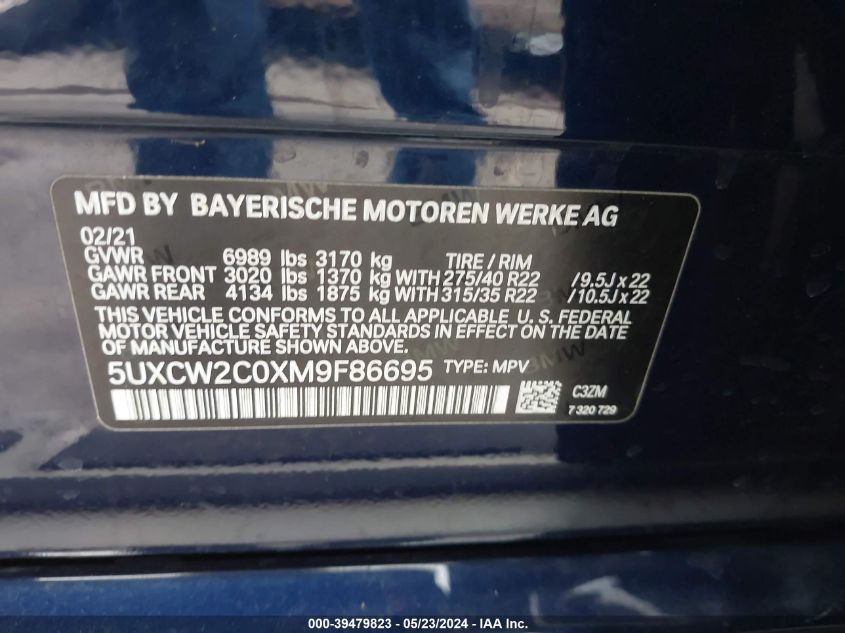 MFD BY BAYERISCHE MOTOREN WERKE AG
02/21
GVWR 6989 lbs 3170 kg TIRE / RIM
GAWR FRONT 3020 lbs 1370 kg WITH 275/40 R22 /9.5J x 22
GAWR REAR 4134 lbs 1875 kg WITH 315/35 R22 /10.5J x 22
THIS VEHICLE CONFORMS TO ALL APPLICABLE U. S. FEDERAL
MOTOR VEHICLE SAFETY STANDARDS IN EFFECT ON THE DATE
OF MANUFACTURE SHOWN ABOVE.
5UXCW2C0XM9F86695 TYPE: MPV
C3ZM
7 320 729
000-39479823 / 05/23/2024 - IAA Inc.